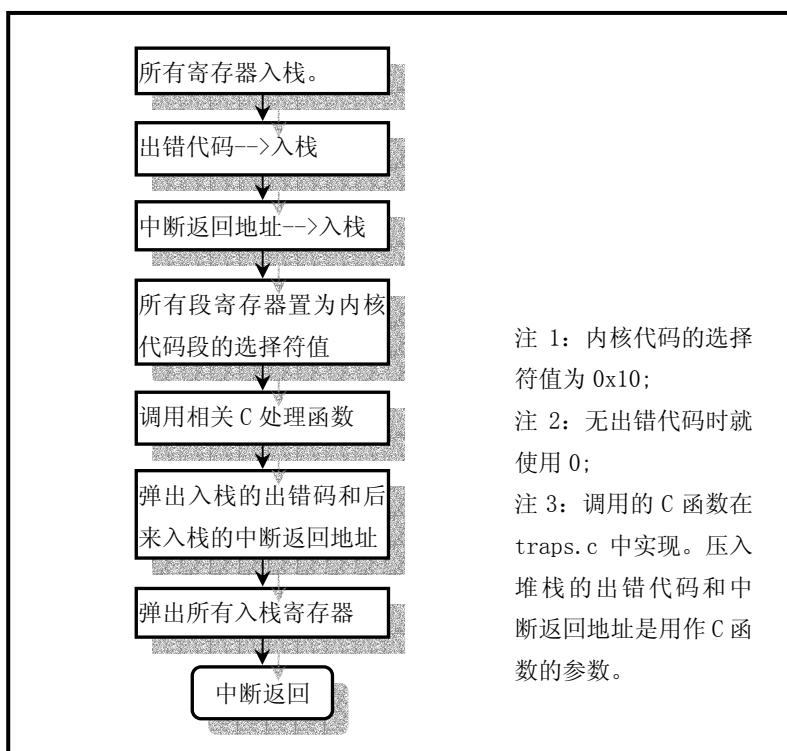 所有寄存器入栈。
出错代码-->入栈
中断返回地址-->入栈
所有段寄存器置为内核
代码段的选择符值
调用相关 C 处理函数
弹出入栈的出错码和后
来入栈的中断返回地址
弹出所有入栈寄存器
中断返回
注 1：内核代码的选择
符值为 0x10;
注 2：无出错代码时就
使用 0;
注 3：调用的 C 函数在
traps.c 中实现。压入
堆栈的出错代码和中
断返回地址是用作 C 函
数的参数。